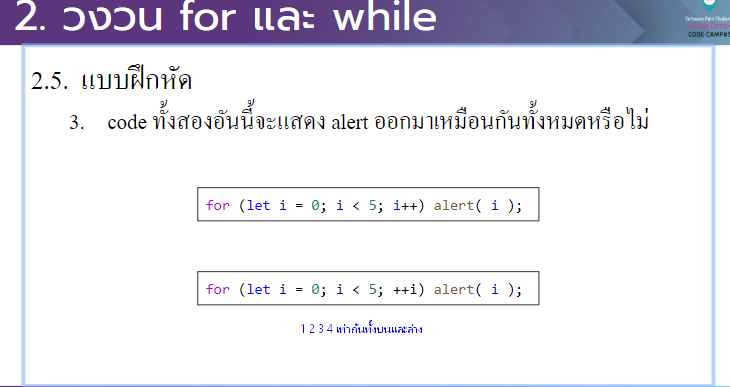 2. วงวน for และ while
Software Park Thailand
CODE CAMP#5
2.5. แบบฝึกหัด
3. code ทั้งสองอันนี้จะแสดง alert ออกมาเหมือนกันทั้งหมดหรือไม่
for (let i = 0; i < 5; i++) alert( i );
for (let i = 0; i < 5; ++i) alert( i );
1 2 3 4 เท่ากันทั้งบนและล่าง